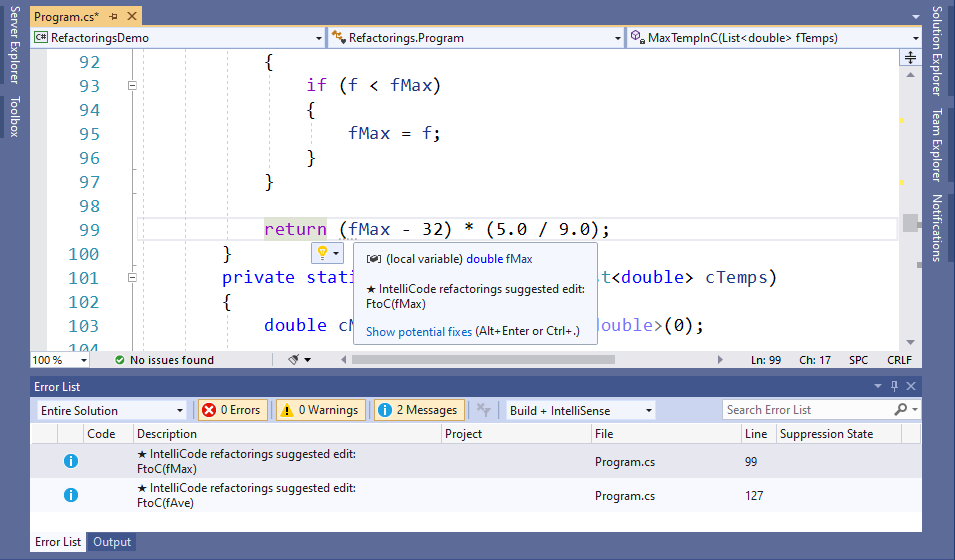 Program.cs*
RefactoringsDemo
Refactorings.Program
MaxTempInC(List<double> fTemps)
Server Explorer
Toolbox
Solution Explorer
Team Explorer
Notifications
92 {
93 if (f < fMax)
94 {
95 fMax = f;
96 }
97 }
98
99 return (fMax - 32) * (5.0 / 9.0);
100 }
101 private stat t<double> cTemps)
102 {
103 double cM double>(0);
104
(local variable) double fMax
★ IntelliCode refactorings suggested edit:
FtoC(fMax)
Show potential fixes (Alt+Enter or Ctrl+.)
100 %
No issues found
Ln: 99 Ch: 17 SPC CRLF
Error List
Entire Solution
0 Errors
0 Warnings
2 Messages
Build + IntelliSense
Search Error List
Code Description Project File Line Suppression State
★ IntelliCode refactorings suggested edit:
FtoC(fMax)
Program.cs 99
★ IntelliCode refactorings suggested edit:
FtoC(fAve)
Program.cs 127
Error List Output